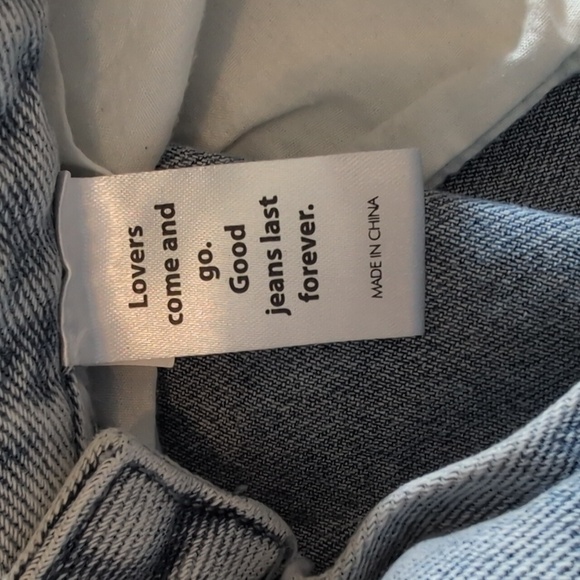 Lovers
come and
go.
Good
jeans last
forever.
MADE IN CHINA